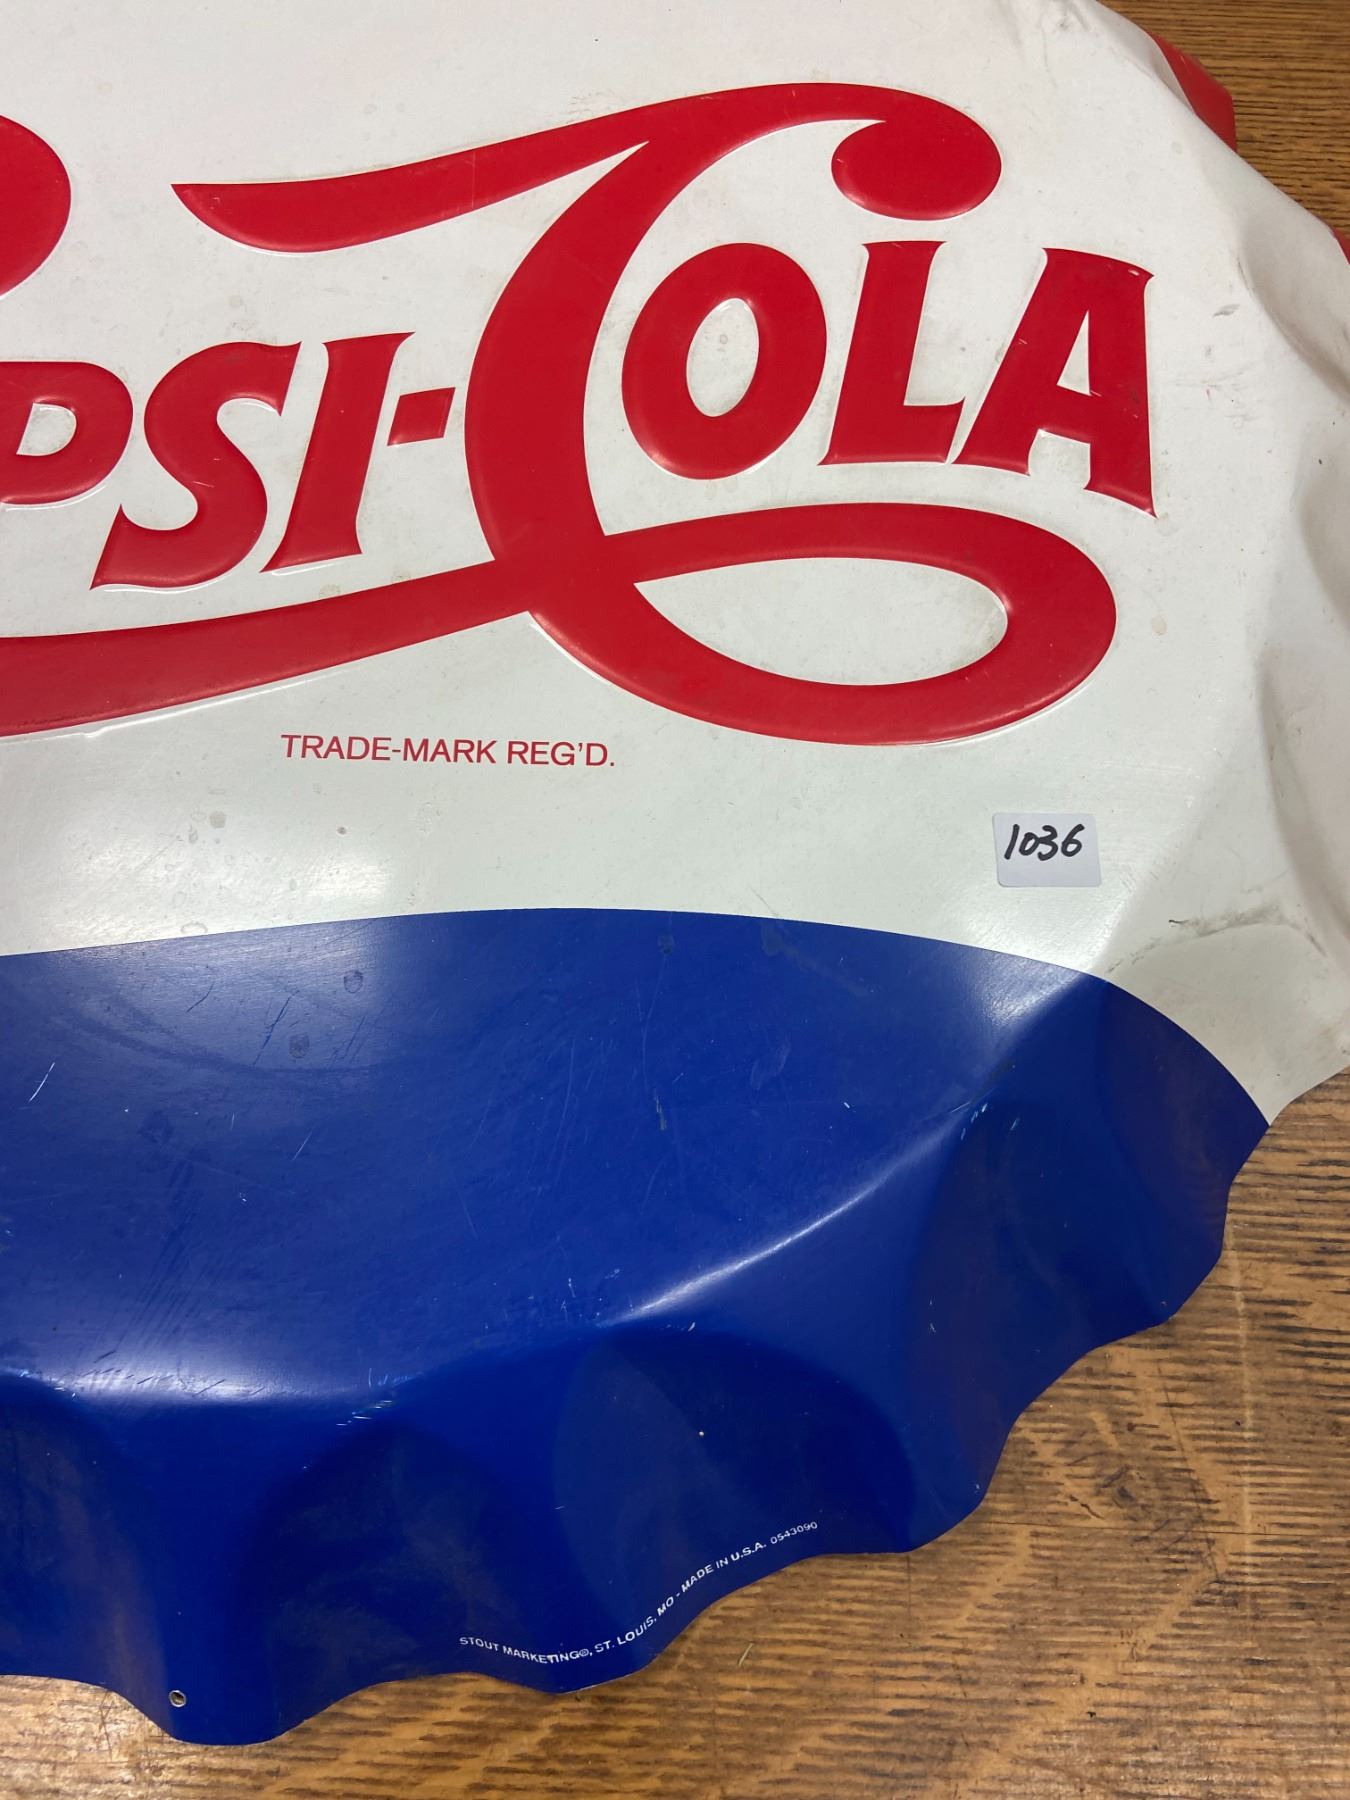 PSI-COLA
TRADE-MARK REG'D.
1036
STOUT MARKETING®, ST. LOUIS, MO - MADE IN U.S.A. 0543090